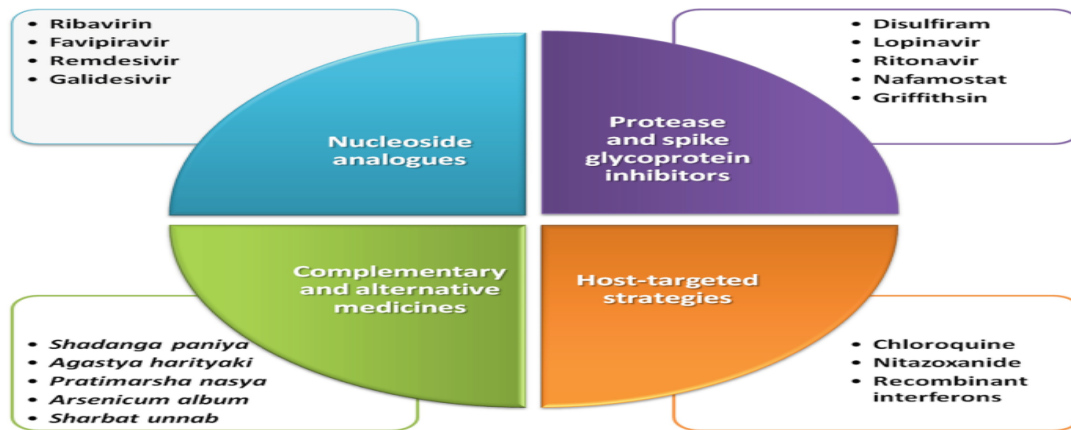 • Ribavirin
• Favipiravir
• Remdesivir
• Galidesivir
• Disulfiram
• Lopinavir
• Ritonavir
• Nafamostat
• Griffithsin
Nucleoside
analogues
Protease
and spike
glycoprotein
inhibitors
Complementary
and alternative
medicines
Host-targeted
strategies
• Shadanga paniya
• Agastya harityaki
• Pratimarsha nasya
• Arsenicum album
• Sharbat unnab
• Chloroquine
• Nitazoxanide
• Recombinant
interferons